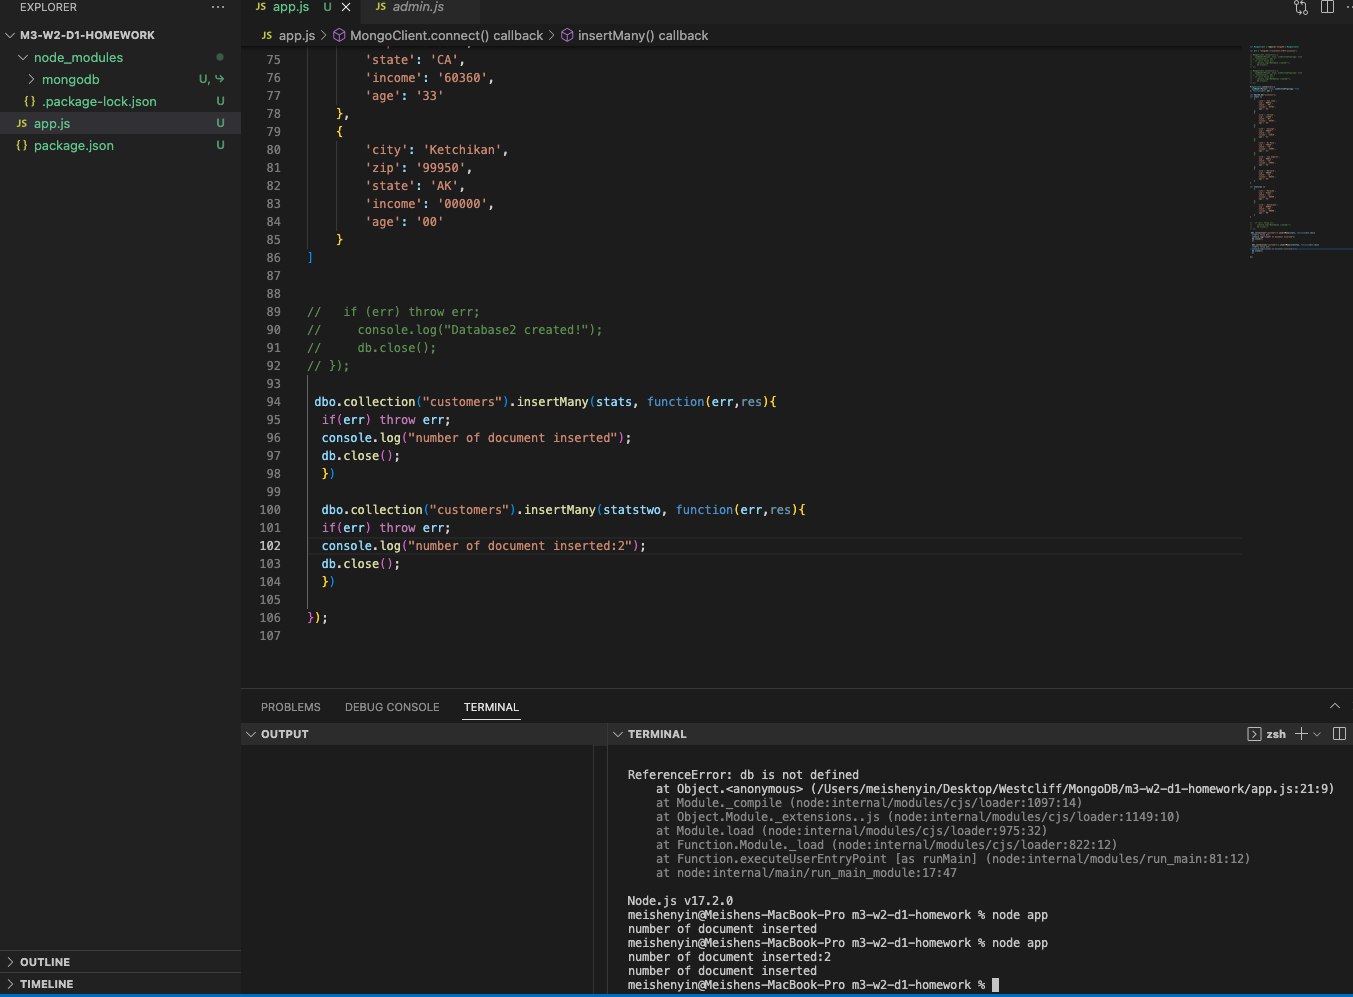 EXPLORER
M3-W2-D1-HOMEWORK
node_modules
mongodb U,
{} .package-lock.json U
JS app.js U
{} package.json U
OUTLINE
TIMELINE
JS app.js U
JS admin.js
JS app.js > MongoClient.connect() callback > insertMany() callback
75 'state': 'CA',
76 'income': '60360',
77 'age': '33'
78 },
79 {
80 'city': 'Ketchikan',
81 'zip': '99950',
82 'state': 'AK',
83 'income': '00000',
84 'age': '00'
85 }
86 ]
87
88
89 // if (err) throw err;
90 // console.log("Database2 created!");
91 // db.close();
92 // });
93
94 dbo.collection("customers").insertMany(stats, function(err,res){
95 if(err) throw err;
96 console.log("number of document inserted");
97 db.close();
98 })
99
100 dbo.collection("customers").insertMany(statstwo, function(err,res){
101 if(err) throw err;
102 console.log("number of document inserted:2");
103 db.close();
104 })
105
106 });
107
PROBLEMS DEBUG CONSOLE TERMINAL
OUTPUT
TERMINAL zsh
ReferenceError: db is not defined
at Object.<anonymous> (/Users/meishenyin/Desktop/Westcliff/MongoDB/m3-w2-d1-homework/app.js:21:9)
at Module._compile (node:internal/modules/cjs/loader:1097:14)
at Object.Module._extensions..js (node:internal/modules/cjs/loader:1149:10)
at Module.load (node:internal/modules/cjs/loader:975:32)
at Function.Module._load (node:internal/modules/cjs/loader:822:12)
at Function.executeUserEntryPoint [as runMain] (node:internal/modules/run_main:81:12)
at node:internal/main/run_main_module:17:47
Node.js v17.2.0
meishenyin@Meishens-MacBook-Pro m3-w2-d1-homework % node app
number of document inserted
meishenyin@Meishens-MacBook-Pro m3-w2-d1-homework % node app
number of document inserted:2
number of document inserted
meishenyin@Meishens-MacBook-Pro m3-w2-d1-homework %